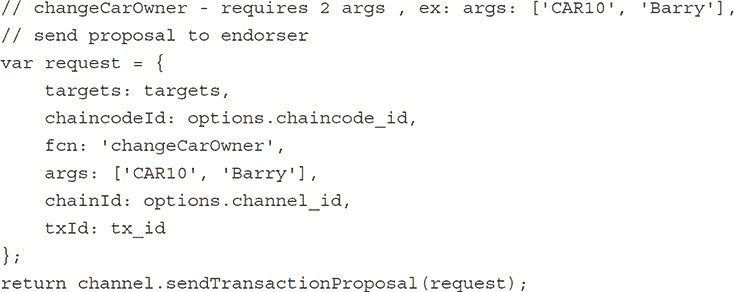 // changeCarOwner - requires 2 args , ex: args: ['CAR10', 'Barry'],
// send proposal to endorser
var request = {
    targets: targets,
    chaincodeId: options.chaincode_id,
    fcn: 'changeCarOwner',
    args: ['CAR10', 'Barry'],
    chainId: options.channel_id,
    txId: tx_id
};
return channel.sendTransactionProposal(request);